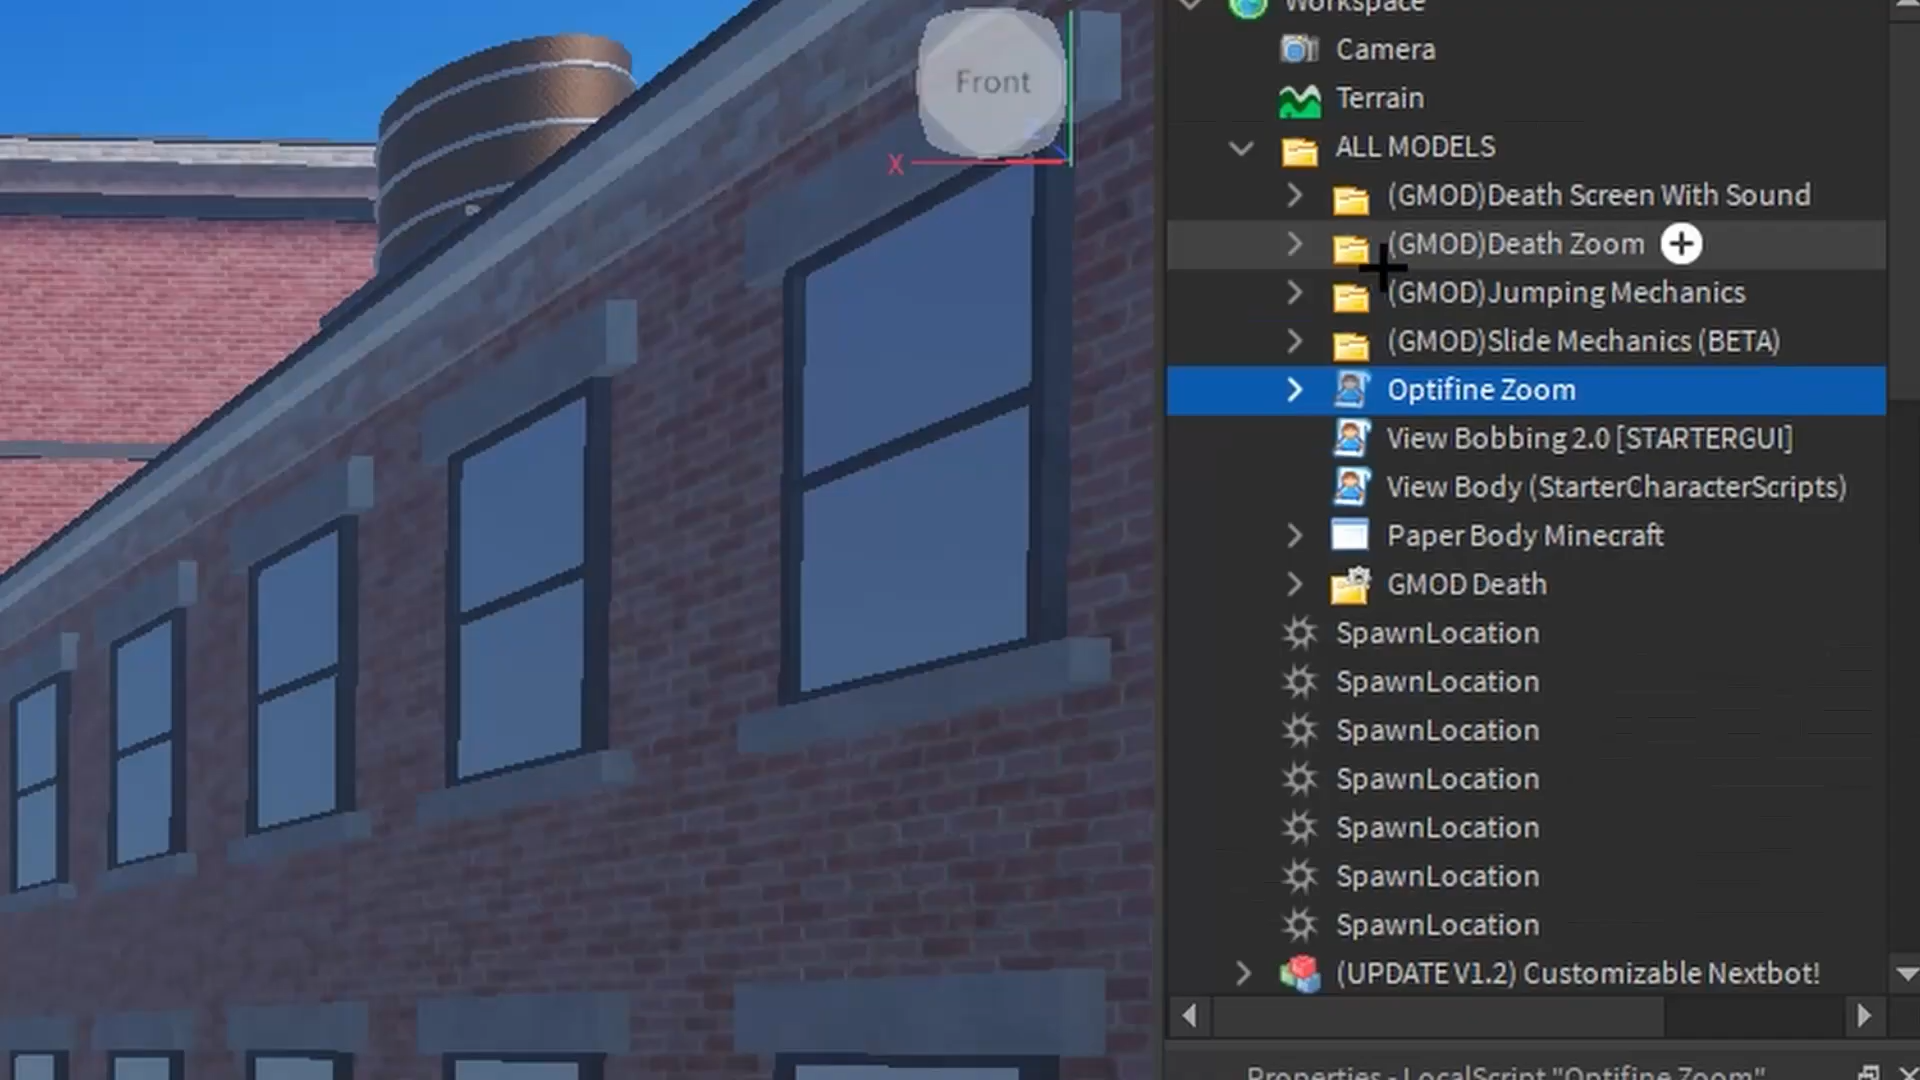 Workspace
Front
Camera
Terrain
X
ALL MODELS
(GMOD)Death Screen With Sound
(GMOD)Death Zoom
(GMOD)Jumping Mechanics
(GMOD)Slide Mechanics (BETA)
Optifine Zoom
View Bobbing 2.0 [STARTERGUI]
View Body (StarterCharacterScripts)
Paper Body Minecraft
GMOD Death
SpawnLocation
SpawnLocation
SpawnLocation
SpawnLocation
SpawnLocation
SpawnLocation
SpawnLocation
(UPDATE V1.2) Customizable Nextbot!
Properties - LocalScript "Optifine Zoom"